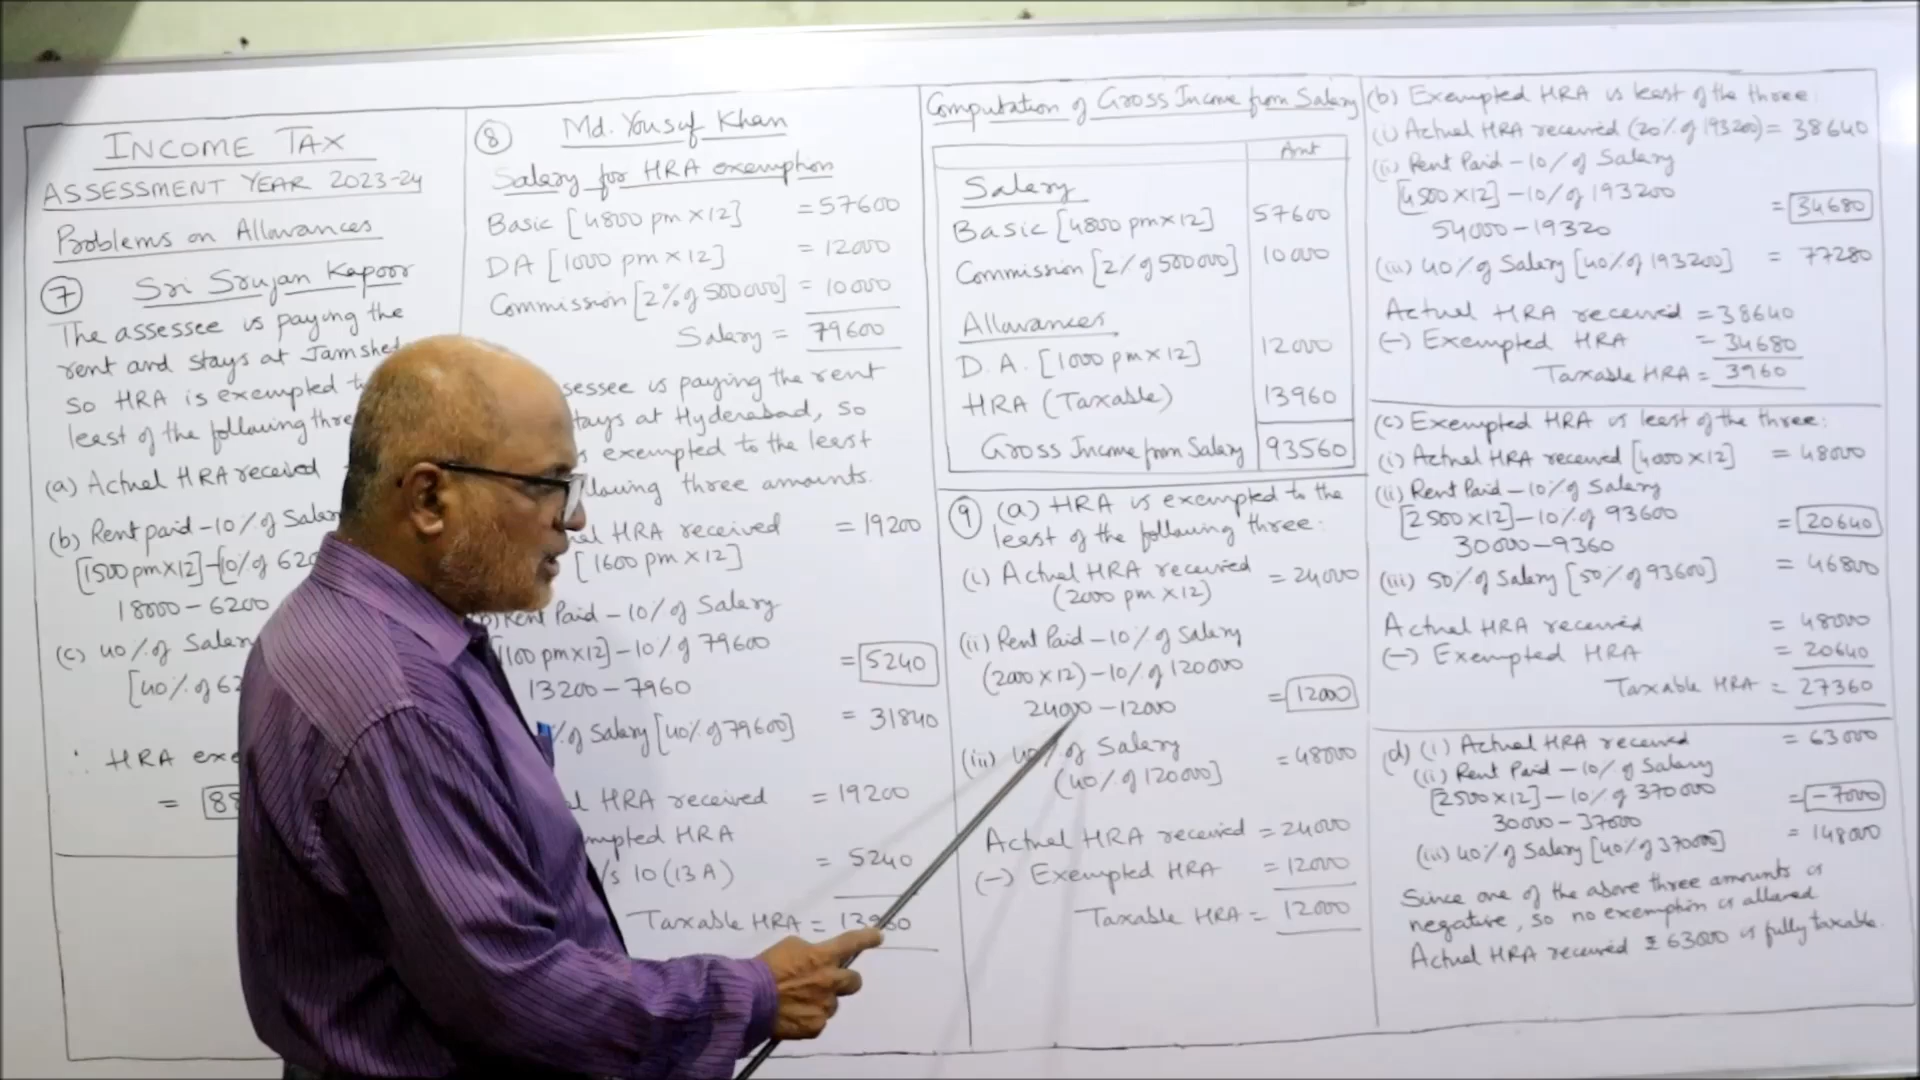 INCOME TAX
ASSESSMENT YEAR 2023-24
Problems on Allowances
(7) Sri Srujan Kapoor
The assessee is paying the
rent and stays at Jamshed
So HRA is exempted t
least of the following thre
(a) Actual HRA received
(b) Rent paid - 10% of Salar
[1500 pm x 12] - [10% of 620
18000 - 6200
(c) 40% of Salar
[40% of 62
∴ HRA exe
= 88
(8) Md. Yousuf Khan
Salary for HRA exemption
Basic [4800 pm x 12] = 57600
DA [1000 pm x 12] = 12000
Commission [2% of 500000] = 10000
Salary = 79600
sessee is paying the rent
tays at Hyderabad, so
s exempted to the least
llowing three amounts.
al HRA received = 19200
[1600 pm x 12]
b) Rent Paid - 10% of Salary
[1100 pm x 12] - 10% of 79600
= 5240
13200 - 7960
% of Salary [40% of 79600] = 31840
l HRA received = 19200
mpted HRA
/s 10(13A) = 5240
Taxable HRA = 13960
Computation of Gross Income from Salary
Amt
Salary
Basic [4800 pm x 12] 57600
Commission [2% of 500000] 10000
Allowances
D.A. [1000 pm x 12] 12000
HRA (Taxable) 13960
Gross Income from Salary 93560
(9) (a) HRA is exempted to the
least of the following three:
(i) Actual HRA received = 24000
(2000 pm x 12)
(ii) Rent Paid - 10% of Salary
(2000 x 12) - 10% of 120000
24000 - 12000 = 12000
(iii) 40% of Salary = 48000
(40% of 120000]
Actual HRA received = 24000
(-) Exempted HRA = 12000
Taxable HRA = 12000
(b) Exempted HRA is least of the three:
(i) Actual HRA received (20% of 193200) = 38640
(ii) Rent Paid - 10% of Salary
[4500 x 12] - 10% of 193200
= 34680
54000 - 19320
(iii) 40% of Salary [40% of 193200] = 77280
Actual HRA received = 38640
(-) Exempted HRA = 34680
Taxable HRA = 3960
(c) Exempted HRA is least of the three:
(i) Actual HRA received [4000 x 12] = 48000
(ii) Rent Paid - 10% of Salary
[2500 x 12] - 10% of 93600 = 20640
30000 - 9360
(iii) 50% of Salary [50% of 93600] = 46800
Actual HRA received = 48000
(-) Exempted HRA = 20640
Taxable HRA = 27360
(d) (i) Actual HRA received = 63000
(ii) Rent Paid - 10% of Salary
[2500 x 12] - 10% of 370000 = -7000
30000 - 37000
(iii) 40% of Salary [40% of 370000] = 148000
Since one of the above three amounts is
negative, so no exemption is allowed
Actual HRA received ₹ 63000 is fully taxable.